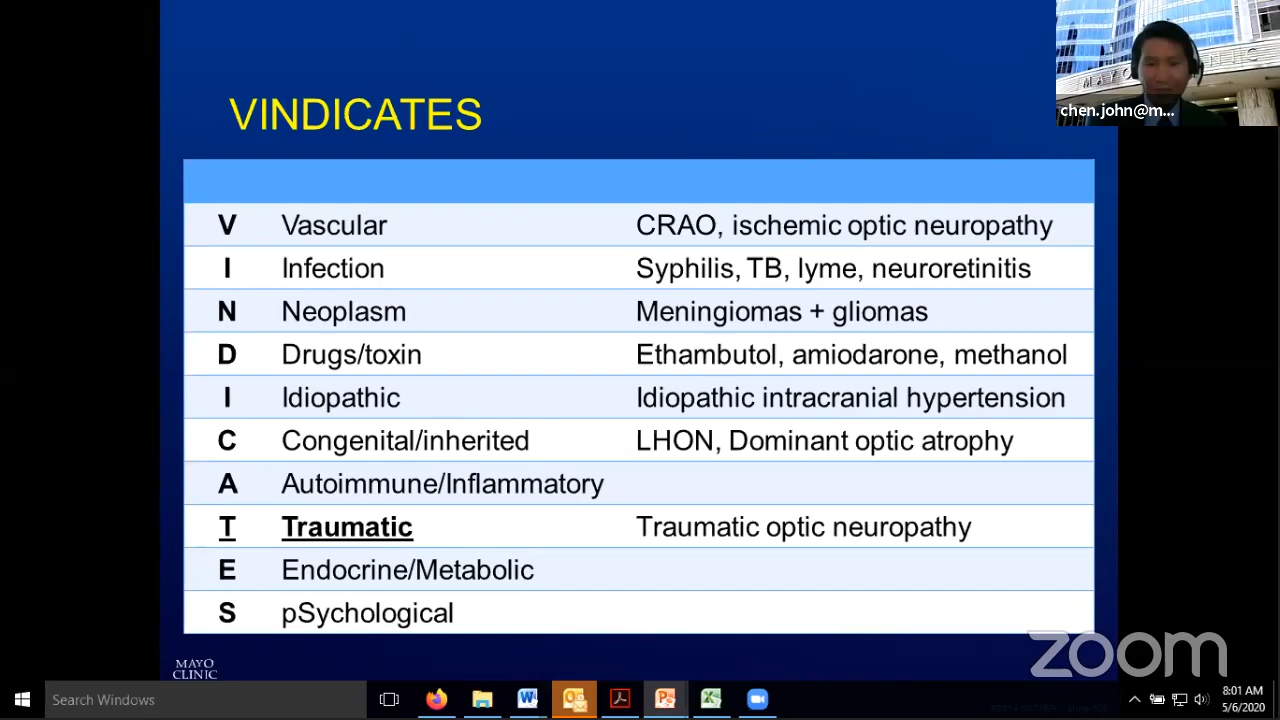 chen.john@m...
VINDICATES
V Vascular CRAO, ischemic optic neuropathy
I Infection Syphilis, TB, lyme, neuroretinitis
N Neoplasm Meningiomas + gliomas
D Drugs/toxin Ethambutol, amiodarone, methanol
I Idiopathic Idiopathic intracranial hypertension
C Congenital/inherited LHON, Dominant optic atrophy
A Autoimmune/Inflammatory
T Traumatic Traumatic optic neuropathy
E Endocrine/Metabolic
S pSychological
zoom
MAYO
CLINIC
Search Windows
8:01 AM
5/6/2020